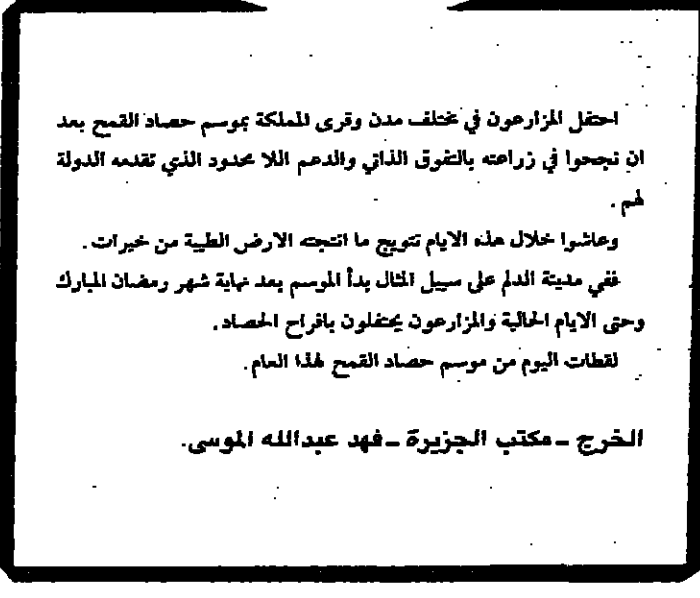 احتفل المزارعون في مختلف مدن وقرى المملكة بموسم حصاد القمح بعد
ان نجحوا في زراعته بالتفوق الذاتي والدعم اللا محدود الذي تقدمه الدولة
لهم .
وعاشوا خلال هذه الايام تتويج ما انتجته الارض الطيبة من خيرات .
ففي مدينة الدلم على سبيل المثال بدأ الموسم بعد نهاية شهر رمضان المبارك
وحتى الايام الحالية والمزارعون يحتفلون بافراح الحصاد .
لقطات اليوم من موسم حصاد القمح لهذا العام .
الخرج ـ مكتب الجزيرة ـ فهد عبدالله الموسى.